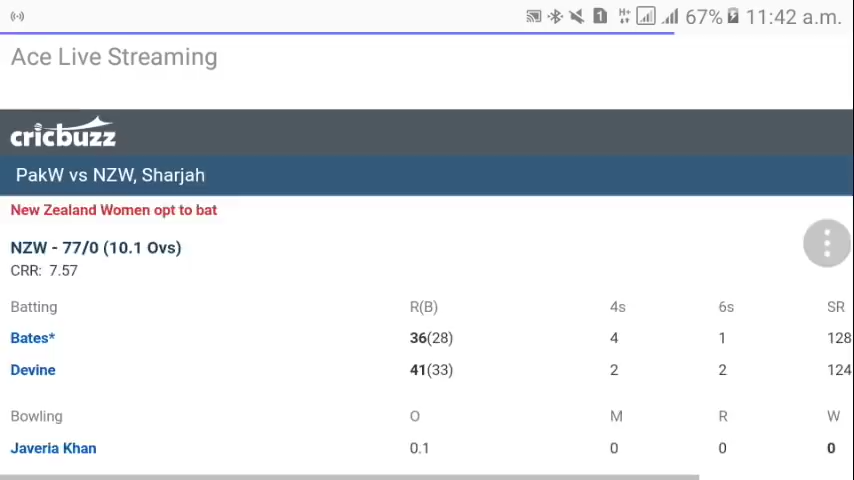 1 H+ 67% 11:42 a.m.
Ace Live Streaming
cricbuzz
PakW vs NZW, Sharjah
New Zealand Women opt to bat
NZW - 77/0 (10.1 Ovs)
CRR: 7.57
Batting R(B) 4s 6s SR
Bates* 36(28) 4 1 128
Devine 41(33) 2 2 124
Bowling O M R W
Javeria Khan 0.1 0 0 0